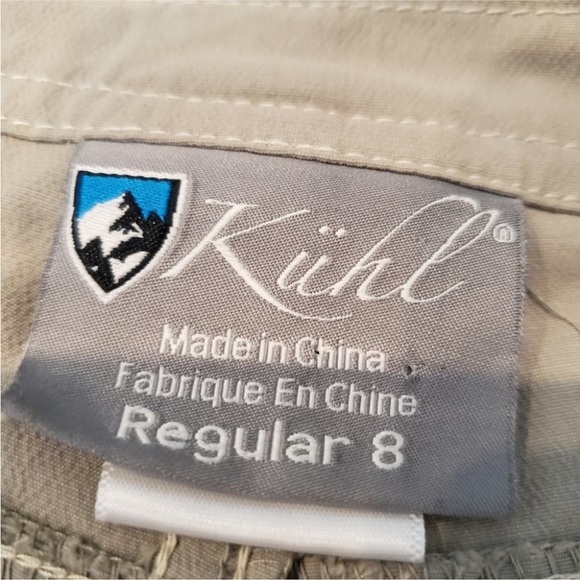 Kühl®
Made in China
Fabrique En Chine
Regular 8